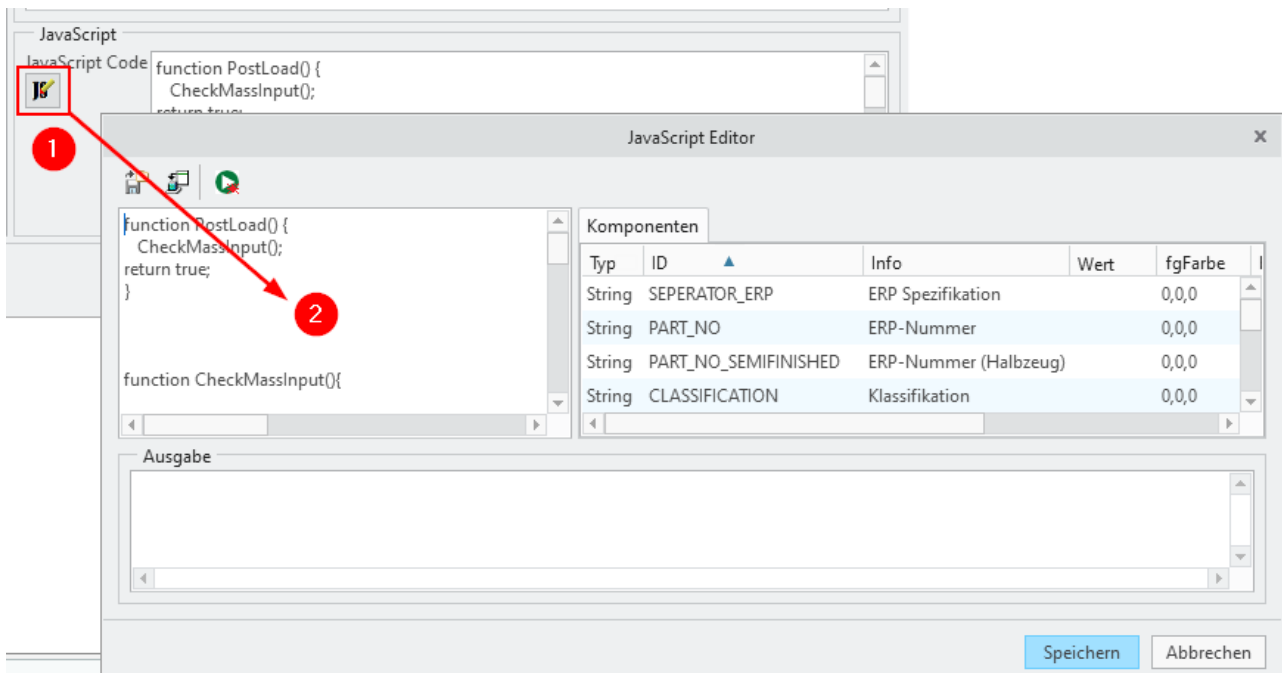 JavaScript
JavaScript Code
function PostLoad() {
CheckMassInput();
return true;
1
JavaScript Editor
function PostLoad() {
CheckMassInput();
return true;
}
function CheckMassInput(){
2
Komponenten
Typ ID Info Wert fgFarbe
String SEPERATOR_ERP ERP Spezifikation 0,0,0
String PART_NO ERP-Nummer 0,0,0
String PART_NO_SEMIFINISHED ERP-Nummer (Halbzeug) 0,0,0
String CLASSIFICATION Klassifikation 0,0,0
Ausgabe
Speichern Abbrechen